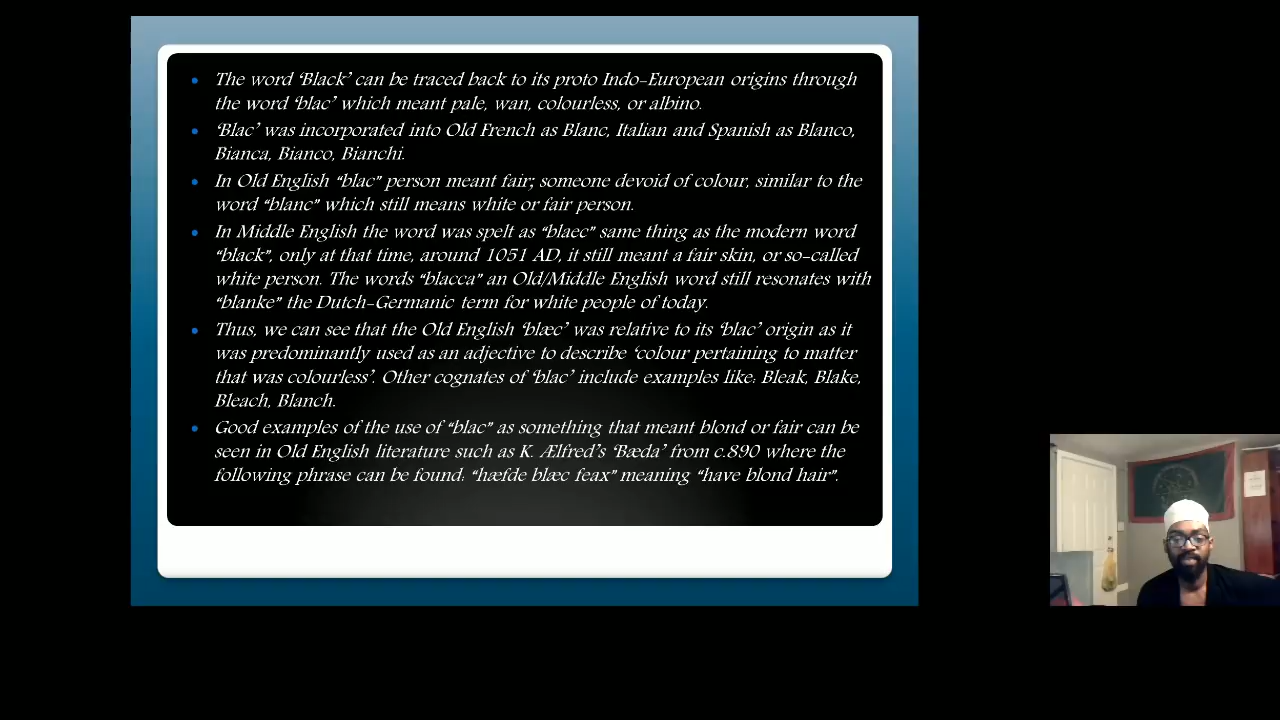 • The word ‘Black’ can be traced back to its proto Indo-European origins through
the word ‘blac’ which meant pale, wan, colourless, or albino.
• ‘Blac’ was incorporated into Old French as Blanc, Italian and Spanish as Blanco,
Bianca, Bianco, Bianchi.
• In Old English “blac” person meant fair; someone devoid of colour, similar to the
word “blanc” which still means white or fair person.
• In Middle English the word was spelt as “blaec” same thing as the modern word
“black”, only at that time, around 1051 AD, it still meant a fair skin, or so-called
white person. The words “blacca” an Old/Middle English word still resonates with
“blanke” the Dutch-Germanic term for white people of today.
• Thus, we can see that the Old English ‘blæc’ was relative to its ‘blac’ origin as it
was predominantly used as an adjective to describe ‘colour pertaining to matter
that was colourless’. Other cognates of ‘blac’ include examples like: Bleak, Blake,
Bleach, Blanch.
• Good examples of the use of “blac” as something that meant blond or fair can be
seen in Old English literature such as K. Ælfred’s ‘Bæda’ from c.890 where the
following phrase can be found: “hæfde blæc feax” meaning “have blond hair”.